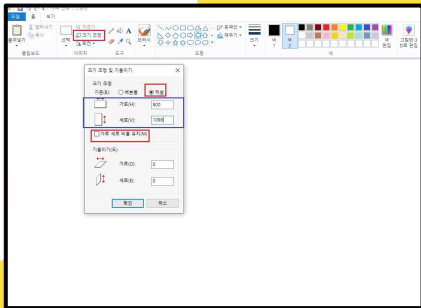 파일 홈 보기
붙여넣기
잘라내기
복사
클립보드
선택
자르기
크기 조정
회전
이미지
A
도구
브러시
윤곽선
채우기
도형
크기
색
1
색
2
색
편집
그림판 3
D로 편집
색
크기 조정 및 기울이기
크기 조정
기준(B): 백분율 픽셀
가로(H): 800
세로(V): 1098
가로 세로 비율 유지(M)
기울이기(도)
가로(O): 0
세로(E): 0
확인 취소